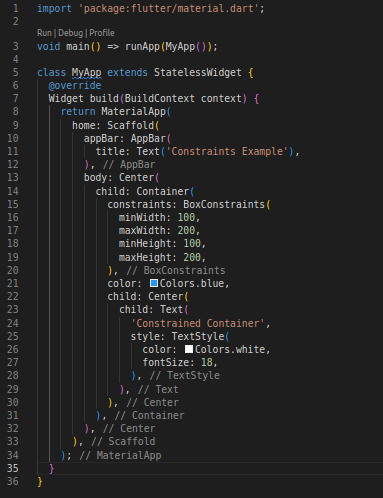 1 import 'package:flutter/material.dart';
2
Run | Debug | Profile
3 void main() => runApp(MyApp());
4
5 class MyApp extends StatelessWidget {
6   @override
7   Widget build(BuildContext context) {
8     return MaterialApp(
9       home: Scaffold(
10         appBar: AppBar(
11           title: Text('Constraints Example'),
12         ), // AppBar
13         body: Center(
14           child: Container(
15             constraints: BoxConstraints(
16               minWidth: 100,
17               maxWidth: 200,
18               minHeight: 100,
19               maxHeight: 200,
20             ), // BoxConstraints
21             color: Colors.blue,
22             child: Center(
23               child: Text(
24                 'Constrained Container',
25                 style: TextStyle(
26                   color: Colors.white,
27                   fontSize: 18,
28                 ), // TextStyle
29               ), // Text
30             ), // Center
31           ), // Container
32         ), // Center
33       ), // Scaffold
34     ); // MaterialApp
35   }
36 }